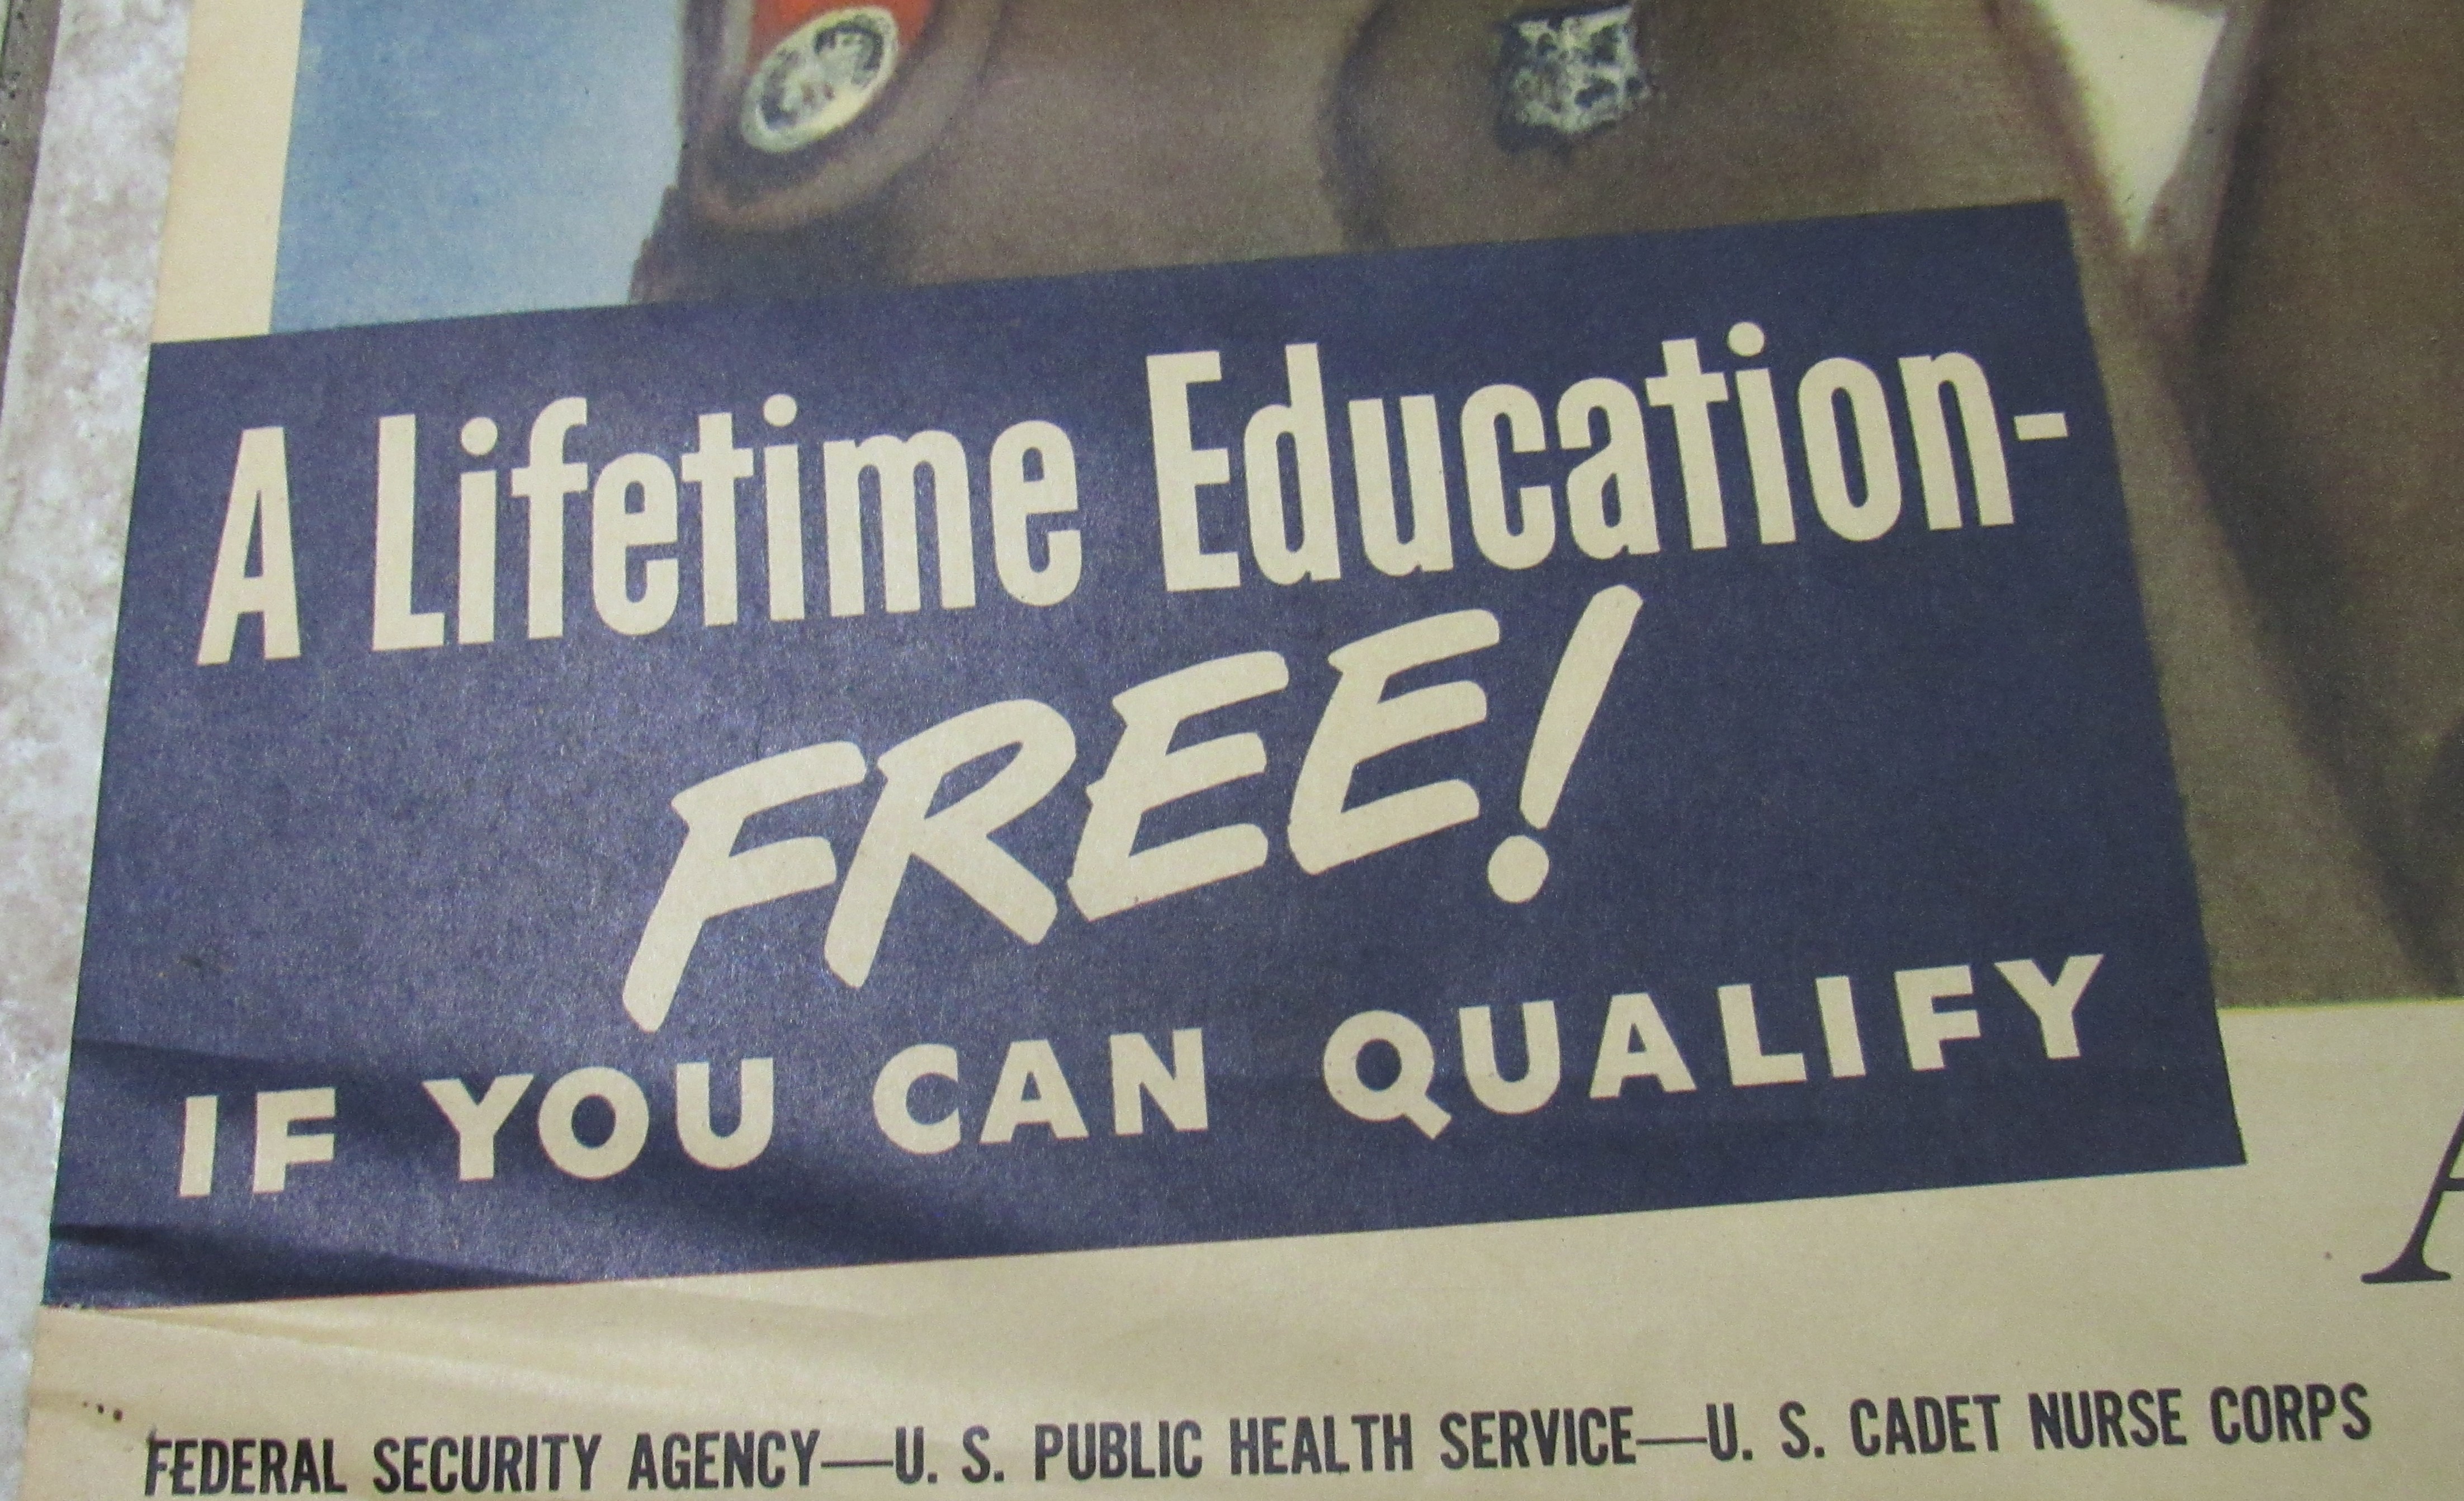 A Lifetime Education-
FREE!
IF YOU CAN QUALIFY
A
FEDERAL SECURITY AGENCY—U. S. PUBLIC HEALTH SERVICE—U. S. CADET NURSE CORPS